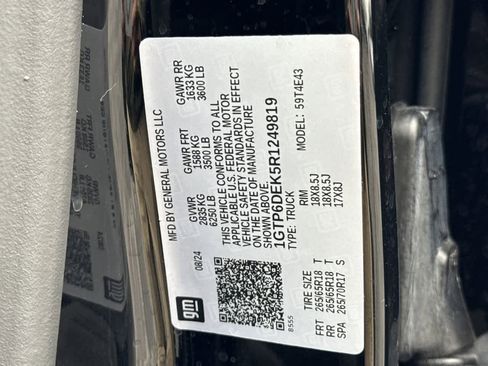 MFD BY GENERAL MOTORS LLC
08/24
GVWR
2835 KG
6250 LB
GAWR FRT
1588 KG
3500 LB
GAWR RR
1633 KG
3600 LB
THIS VEHICLE CONFORMS TO ALL
APPLICABLE U.S. FEDERAL MOTOR
VEHICLE SAFETY STANDARDS IN EFFECT
ON THE DATE OF MANUFACTURE
SHOWN ABOVE.
1GTP6DEK5R1249819
TYPE: TRUCK
MODEL: 59T4E43
gm
8555
TIRE SIZE RIM
FRT 265/65R18 T 18X8.5J
RR 265/65R18 T 18X8.5J
SPA 265/70R17 S 17X8J